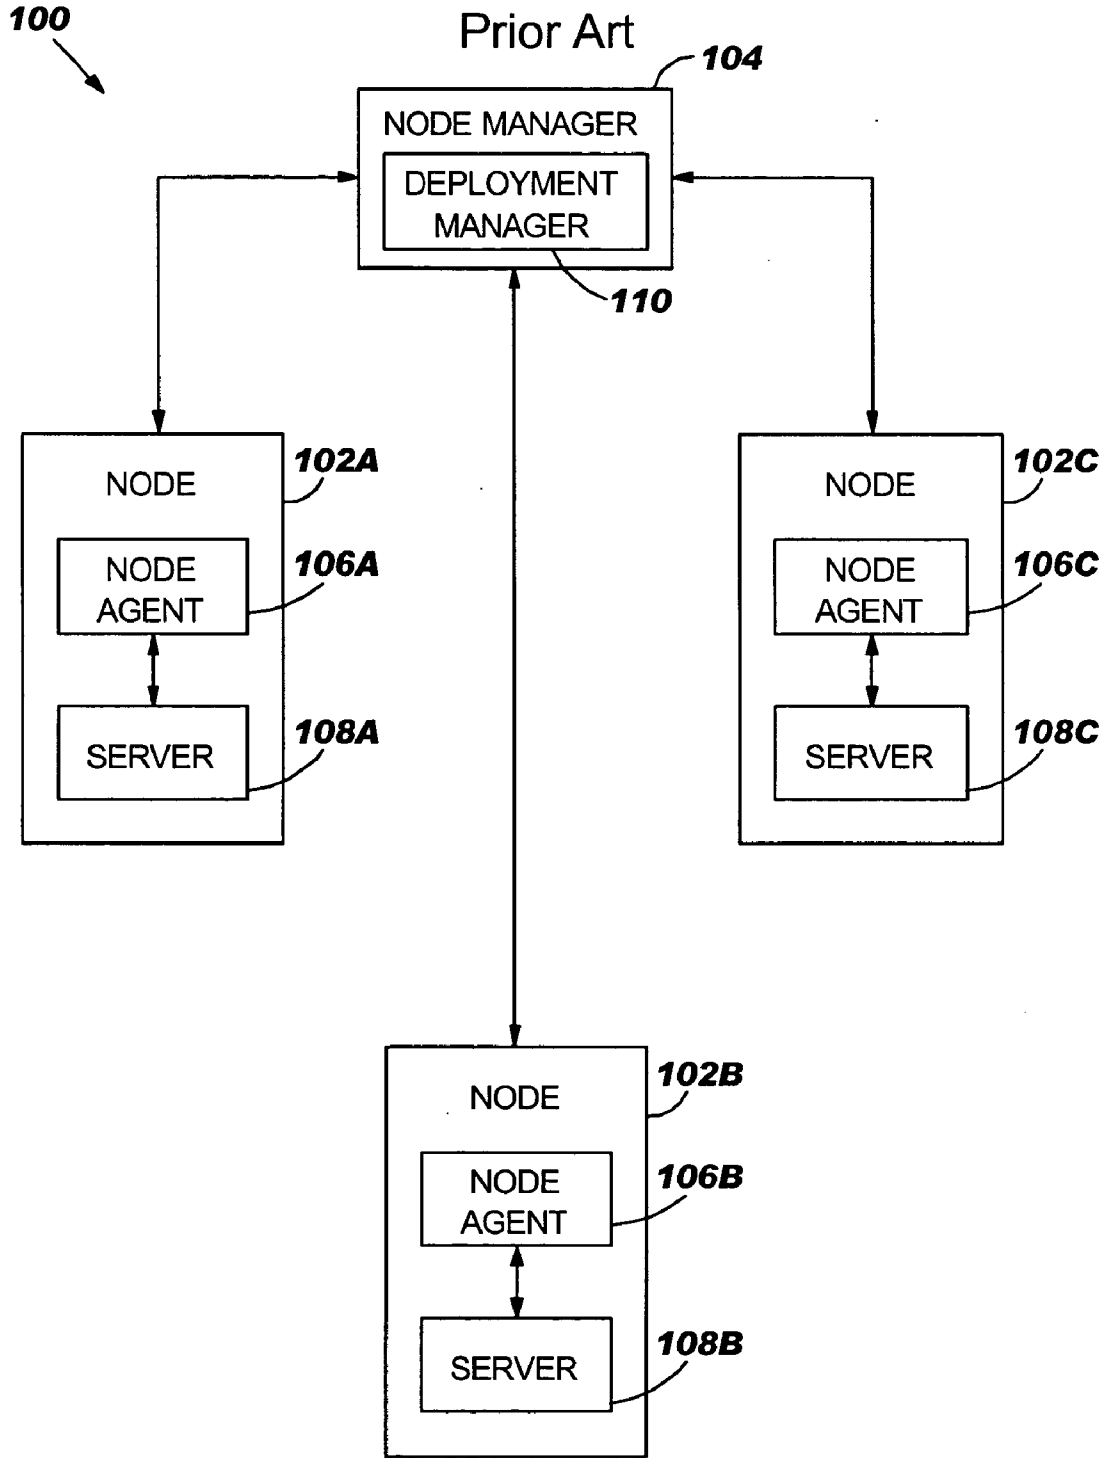 100
Prior Art
104
NODE MANAGER
DEPLOYMENT
MANAGER
110
NODE
102A
NODE
AGENT
106A
SERVER
108A
NODE
102C
NODE
AGENT
106C
SERVER
108C
NODE
102B
NODE
AGENT
106B
SERVER
108B